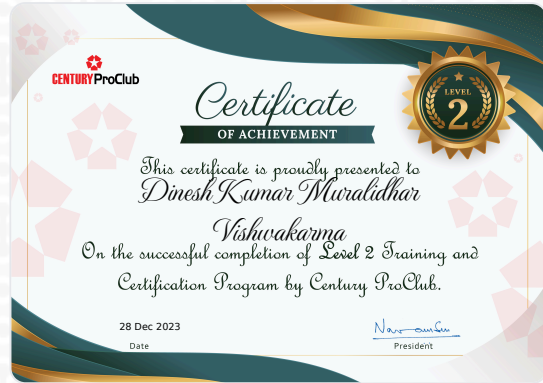 CENTURY ProClub
Certificate
OF ACHIEVEMENT
LEVEL
2
This certificate is proudly presented to
Dinesh Kumar Muralidhar
Vishwakarma
On the successful completion of Level 2 Training and
Certification Program by Century ProClub.
28 Dec 2023
Date
President